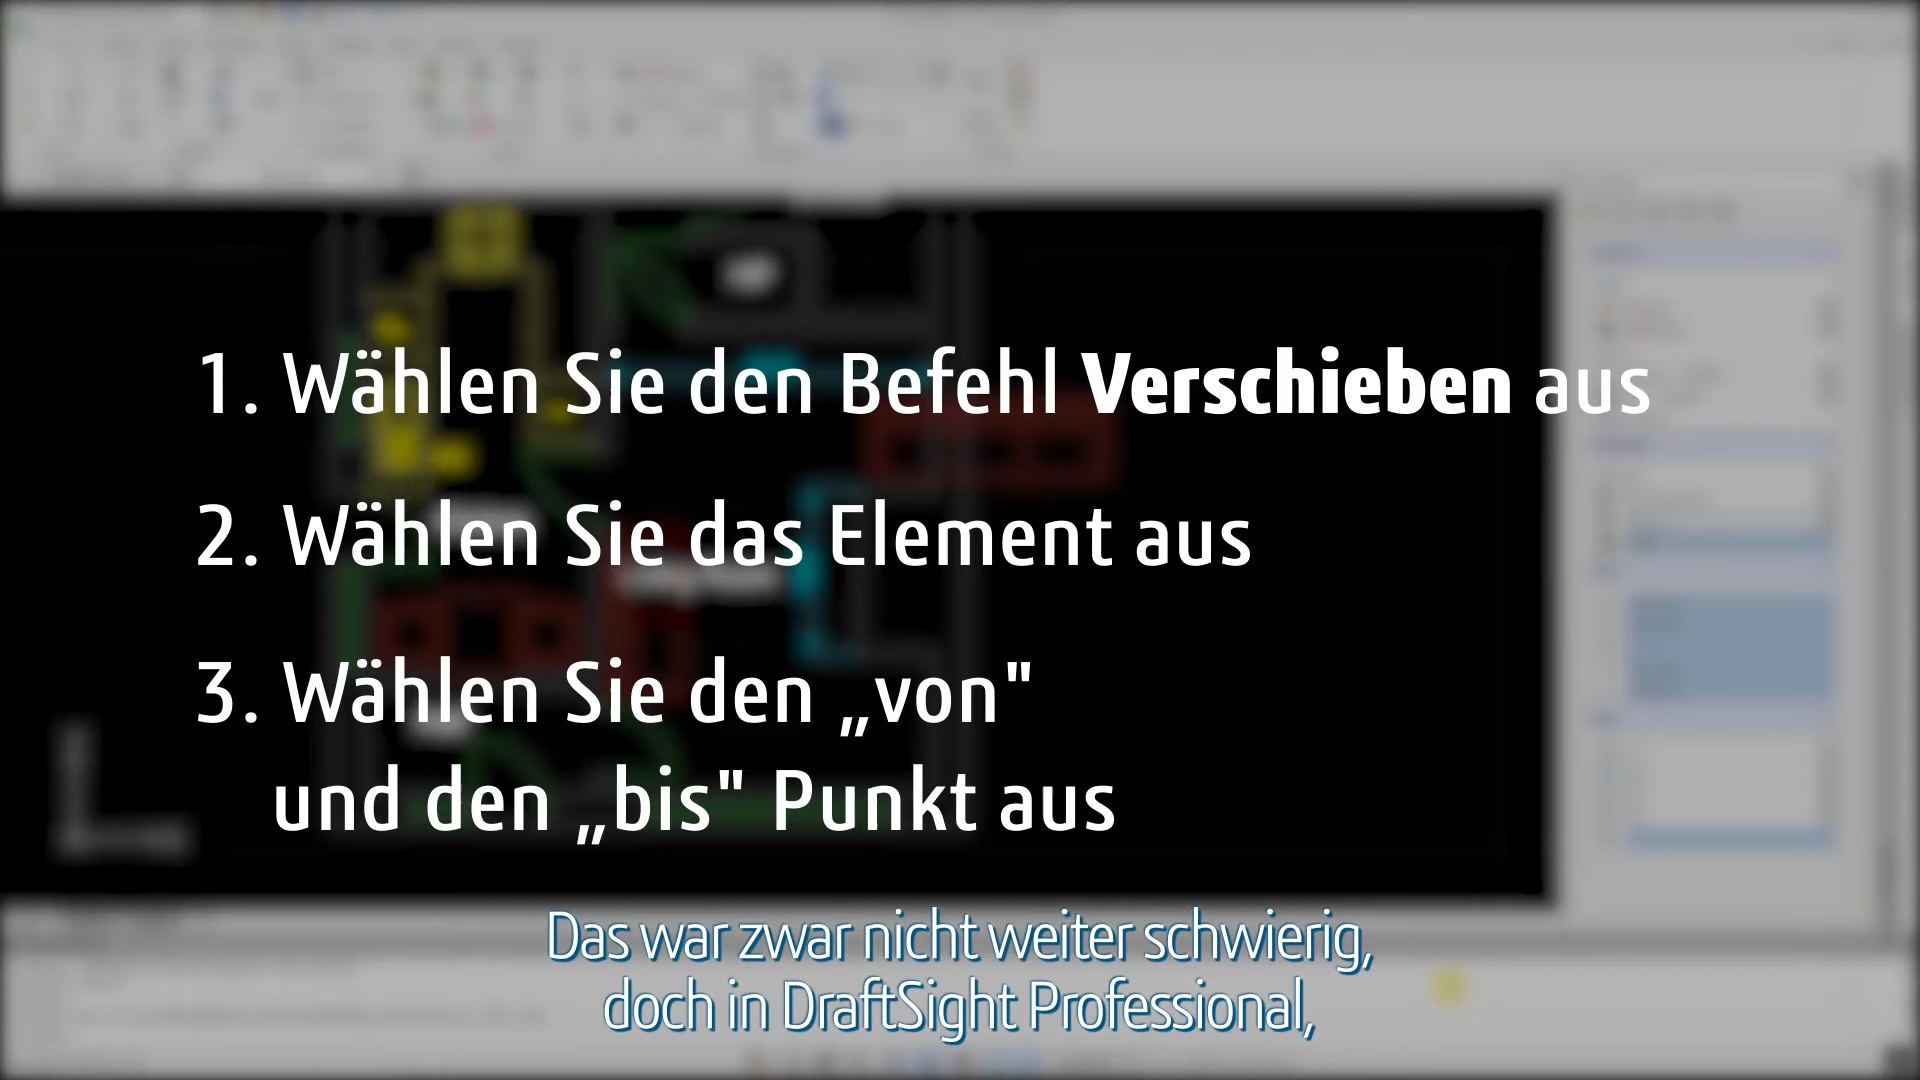 1. Wählen Sie den Befehl Verschieben aus
2. Wählen Sie das Element aus
3. Wählen Sie den „von"
und den „bis" Punkt aus
Das war zwar nicht weiter schwierig,
doch in DraftSight Professional,